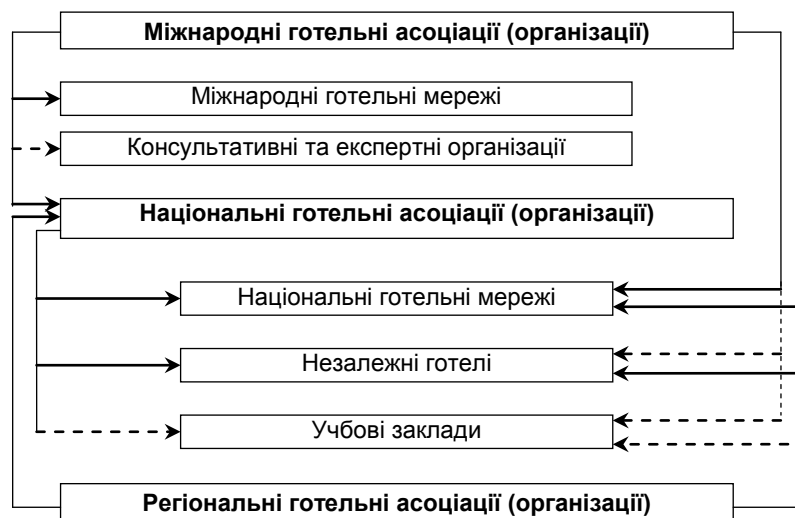 Міжнародні готельні асоціації (організації)
Міжнародні готельні мережі
Консультативні та експертні організації
Національні готельні асоціації (організації)
Національні готельні мережі
Незалежні готелі
Учбові заклади
Регіональні готельні асоціації (організації)